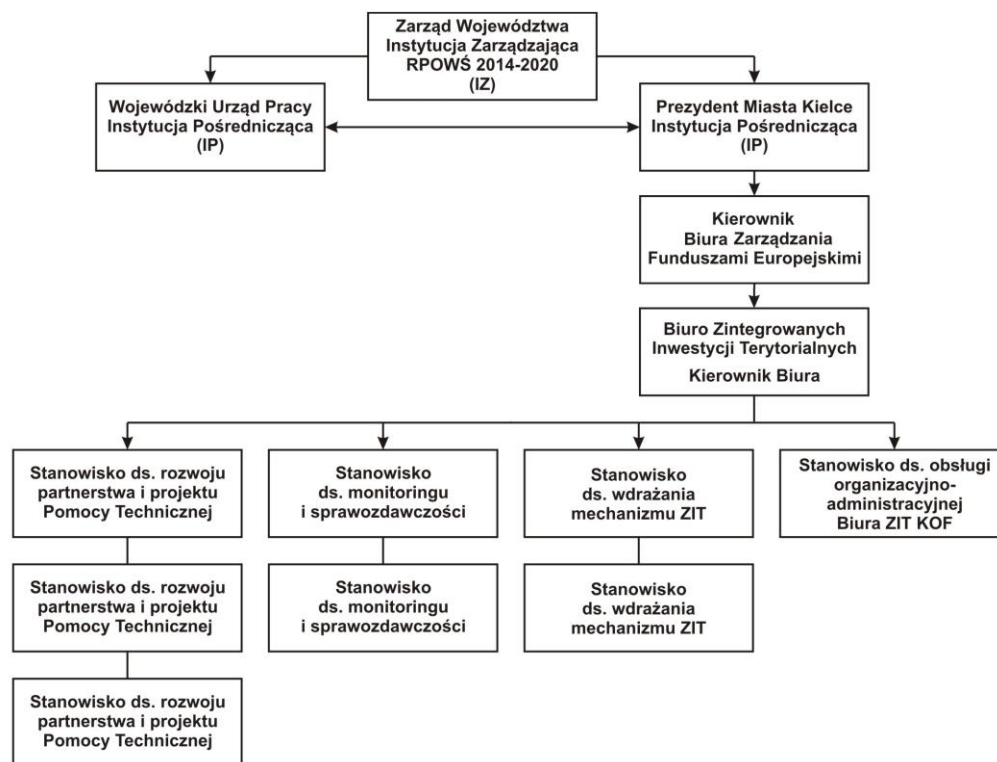 Zarząd Województwa
Instytucja Zarządzająca
RPOWŚ 2014-2020
(IZ)
Wojewódzki Urząd Pracy
Instytucja Pośrednicząca
(IP)
Prezydent Miasta Kielce
Instytucja Pośrednicząca
(IP)
Kierownik
Biura Zarządzania
Funduszami Europejskimi
Biuro Zintegrowanych
Inwestycji Terytorialnych
Kierownik Biura
Stanowisko ds. rozwoju
partnerstwa i projektu
Pomocy Technicznej
Stanowisko
ds. monitoringu
i sprawozdawczości
Stanowisko
ds. wdrażania
mechanizmu ZIT
Stanowisko ds. obsługi
organizacyjno-
administracyjnej
Biura ZIT KOF
Stanowisko ds. rozwoju
partnerstwa i projektu
Pomocy Technicznej
Stanowisko
ds. monitoringu
i sprawozdawczości
Stanowisko
ds. wdrażania
mechanizmu ZIT
Stanowisko ds. rozwoju
partnerstwa i projektu
Pomocy Technicznej